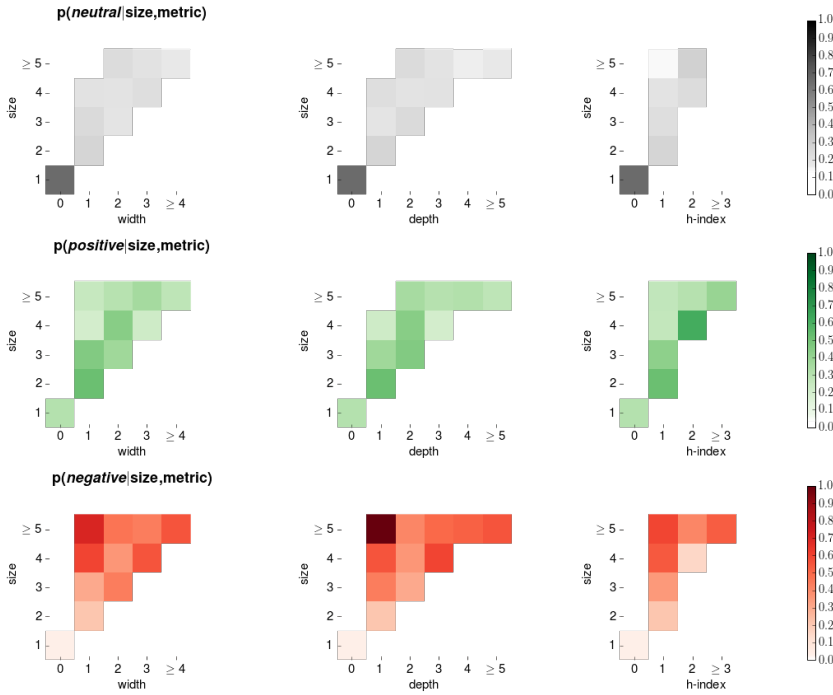 p(neutral|size,metric)
≥ 5
4
3
2
1
size
0 1 2 3 ≥ 4
width
≥ 5
4
3
2
1
size
0 1 2 3 4 ≥ 5
depth
≥ 5
4
3
2
1
size
0 1 2 ≥ 3
h-index
1.0
0.9
0.8
0.7
0.6
0.5
0.4
0.3
0.2
0.1
0.0
p(positive|size,metric)
≥ 5
4
3
2
1
size
0 1 2 3 ≥ 4
width
≥ 5
4
3
2
1
size
0 1 2 3 4 ≥ 5
depth
≥ 5
4
3
2
1
size
0 1 2 ≥ 3
h-index
1.0
0.9
0.8
0.7
0.6
0.5
0.4
0.3
0.2
0.1
0.0
p(negative|size,metric)
≥ 5
4
3
2
1
size
0 1 2 3 ≥ 4
width
≥ 5
4
3
2
1
size
0 1 2 3 4 ≥ 5
depth
≥ 5
4
3
2
1
size
0 1 2 ≥ 3
h-index
1.0
0.9
0.8
0.7
0.6
0.5
0.4
0.3
0.2
0.1
0.0